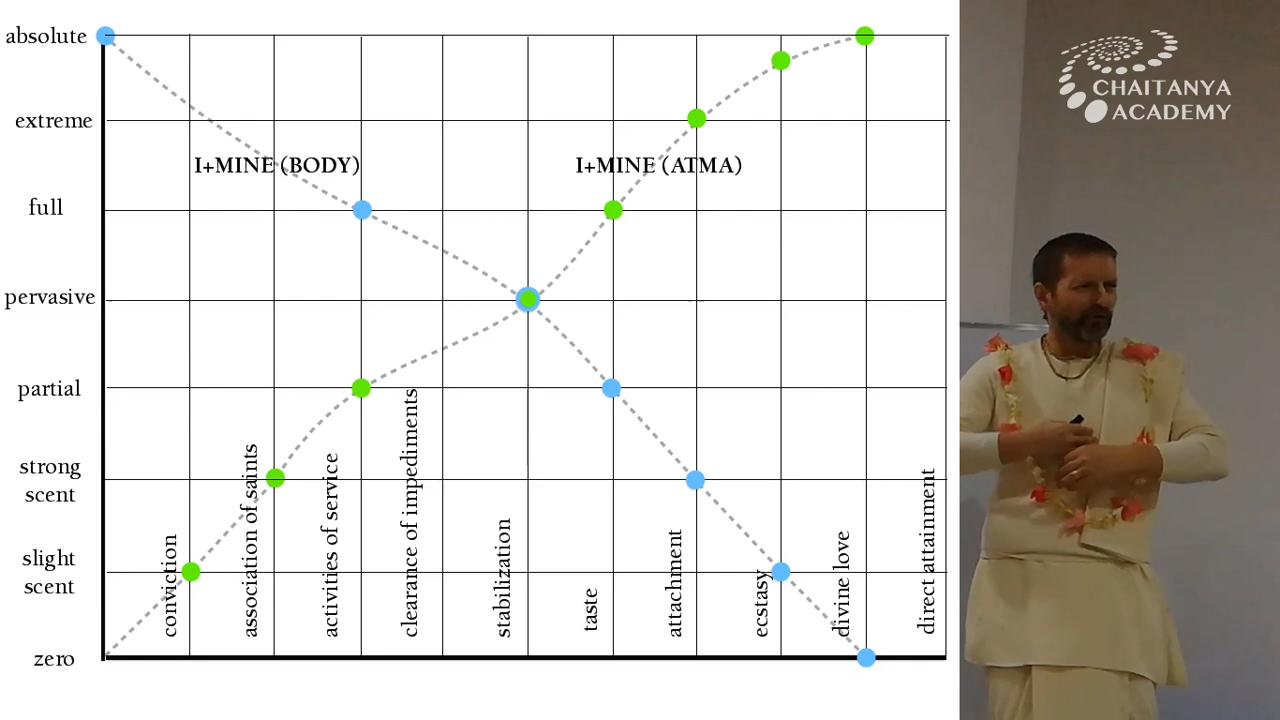 absolute
extreme
full
pervasive
partial
strong
scent
slight
scent
zero
I+MINE (BODY)
I+MINE (ATMA)
conviction
association of saints
activities of service
clearance of impediments
stabilization
taste
attachment
ecstasy
divine love
direct attainment
CHAITANYA
ACADEMY